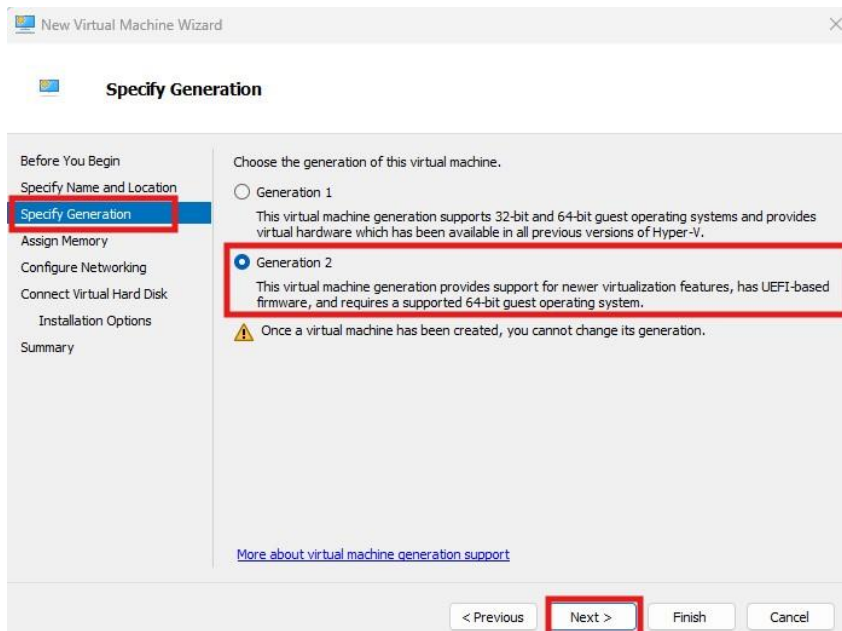 New Virtual Machine Wizard
Specify Generation
Before You Begin
Specify Name and Location
Specify Generation
Assign Memory
Configure Networking
Connect Virtual Hard Disk
Installation Options
Summary
Choose the generation of this virtual machine.
Generation 1
This virtual machine generation supports 32-bit and 64-bit guest operating systems and provides
virtual hardware which has been available in all previous versions of Hyper-V.
Generation 2
This virtual machine generation provides support for newer virtualization features, has UEFI-based
firmware, and requires a supported 64-bit guest operating system.
Once a virtual machine has been created, you cannot change its generation.
More about virtual machine generation support
< Previous
Next >
Finish
Cancel